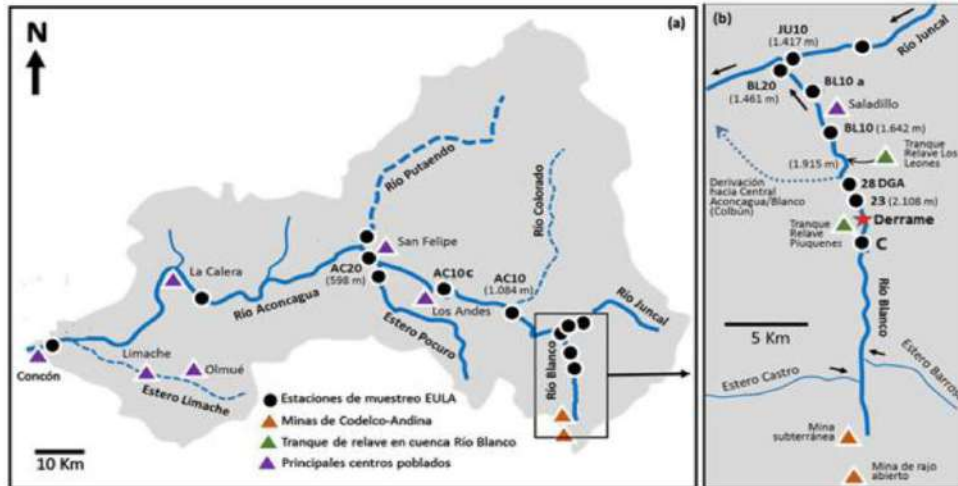 (a)
N
Río Putaendo
Río Colorado
San Felipe
La Calera
AC20
(598 m)
AC10c
AC10
(1.084 m)
Los Andes
Río Juncal
Río Aconcagua
Estero Pocuro
Río Blanco
Concón
Limache
Olmué
Estero Limache
Estaciones de muestreo EULA
Minas de Codelco-Andina
Tranque de relave en cuenca Río Blanco
Principales centros poblados
10 Km
(b)
JU10
(1.417 m)
Río Juncal
BL20
(1.461 m)
BL10 a
Saladillo
BL10 (1.642 m)
(1.915 m)
Tranque
Relave Los
Leones
Derivación
hacia Central
Aconcagua/Blanco
(Colbún)
28 DGA
23 (2.108 m)
Derrame
Tranque
Relave
Piuquenes
C
Río Blanco
5 Km
Estero Castro
Estero Barroso
Mina
subterránea
Mina de rajo
abierto